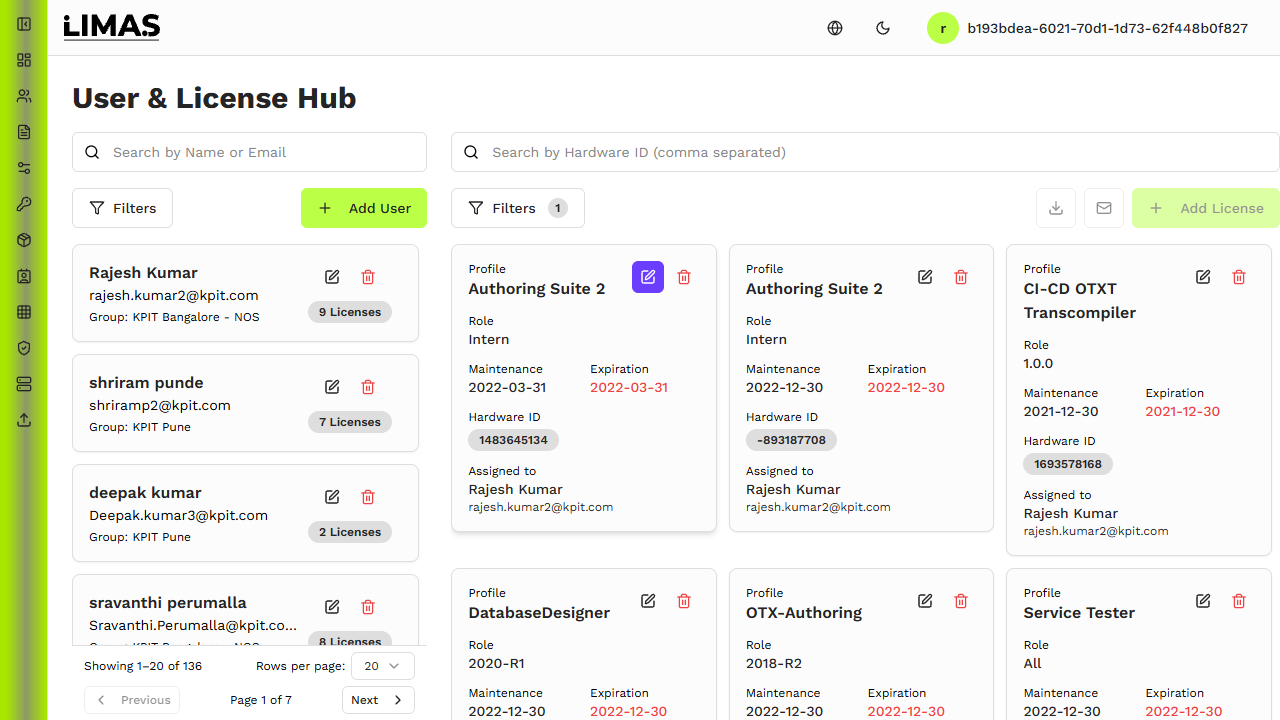 LIMAS
r
b193bdea-6021-70d1-1d73-62f448b0f827
User & License Hub
Search by Name or Email
Search by Hardware ID (comma separated)
Filters
Add User
Filters 1
Add License
Rajesh Kumar
rajesh.kumar2@kpit.com
Group: KPIT Bangalore - NOS
9 Licenses
shriram punde
shriramp2@kpit.com
Group: KPIT Pune
7 Licenses
deepak kumar
Deepak.kumar3@kpit.com
Group: KPIT Pune
2 Licenses
sravanthi perumalla
Sravanthi.Perumalla@kpit.co...
8 Licenses
Showing 1–20 of 136
Rows per page: 20
Previous
Page 1 of 7
Next
Profile
Authoring Suite 2
Role
Intern
Maintenance Expiration
2022-03-31 2022-03-31
Hardware ID
1483645134
Assigned to
Rajesh Kumar
rajesh.kumar2@kpit.com
Profile
Authoring Suite 2
Role
Intern
Maintenance Expiration
2022-12-30 2022-12-30
Hardware ID
-893187708
Assigned to
Rajesh Kumar
rajesh.kumar2@kpit.com
Profile
CI-CD OTXT
Transcompiler
Role
1.0.0
Maintenance Expiration
2021-12-30 2021-12-30
Hardware ID
1693578168
Assigned to
Rajesh Kumar
rajesh.kumar2@kpit.com
Profile
DatabaseDesigner
Role
2020-R1
Maintenance Expiration
2022-12-30 2022-12-30
Profile
OTX-Authoring
Role
2018-R2
Maintenance Expiration
2022-12-30 2022-12-30
Profile
Service Tester
Role
All
Maintenance Expiration
2022-12-30 2022-12-30